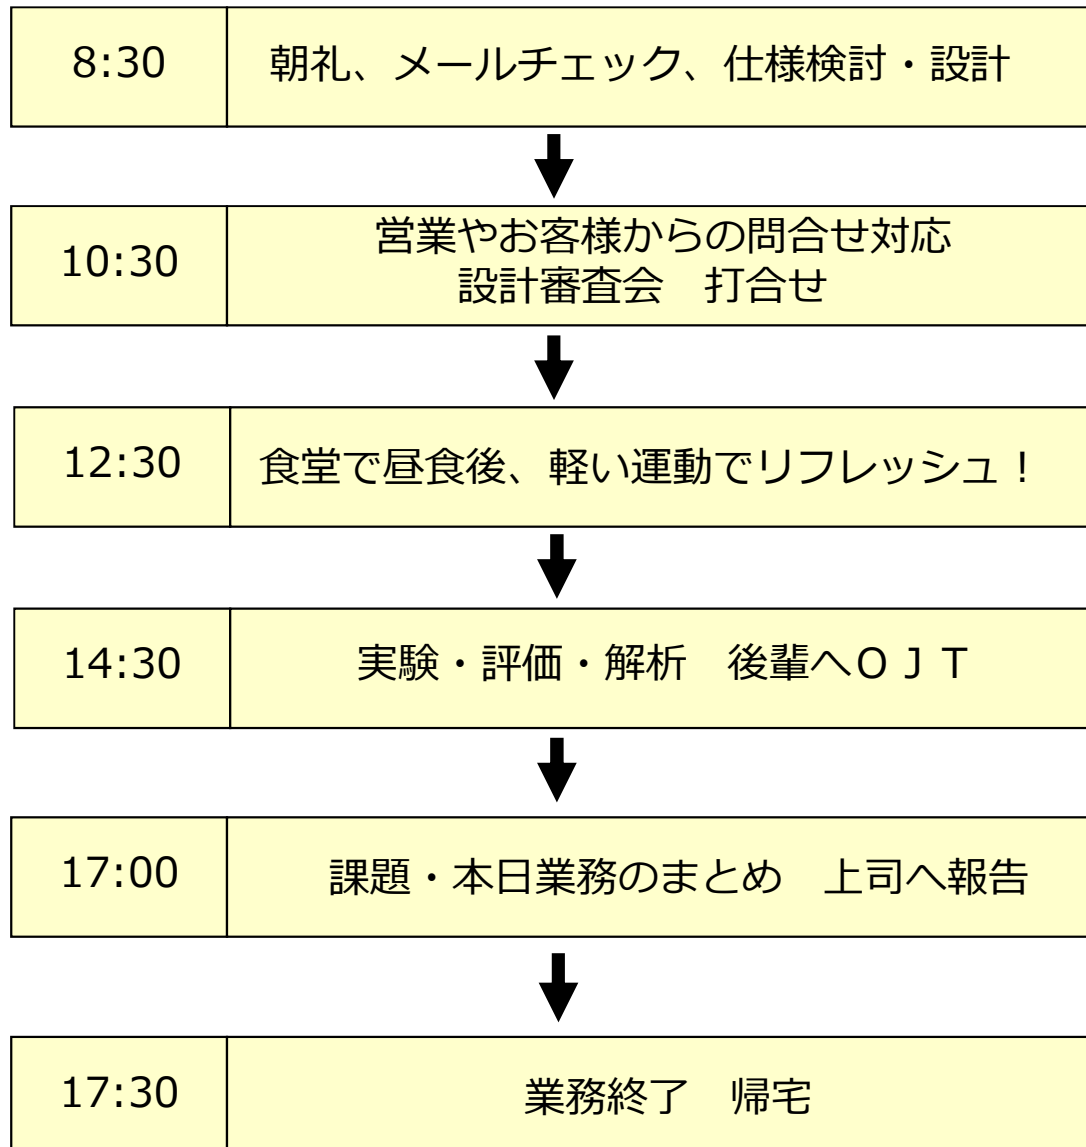 8:30 朝礼、メールチェック、仕様検討・設計
10:30 営業やお客様からの問合せ対応
設計審査会　打合せ
12:30 食堂で昼食後、軽い運動でリフレッシュ！
14:30 実験・評価・解析　後輩へＯＪＴ
17:00 課題・本日業務のまとめ　上司へ報告
17:30 業務終了　帰宅